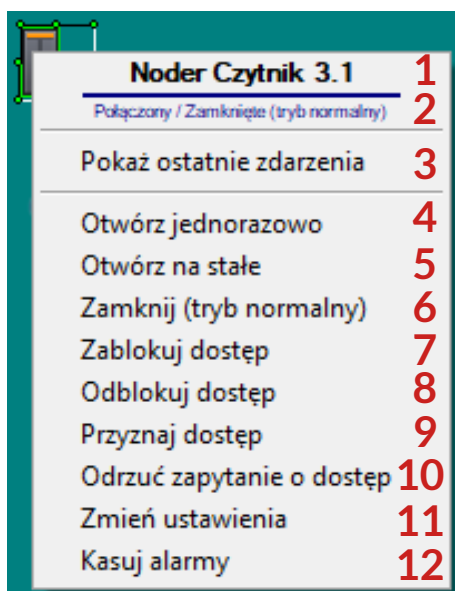 Noder Czytnik 3.1 1
Połączony / Zamknięte (tryb normalny) 2
Pokaż ostatnie zdarzenia 3
Otwórz jednorazowo 4
Otwórz na stałe 5
Zamknij (tryb normalny) 6
Zablokuj dostęp 7
Odblokuj dostęp 8
Przyznaj dostęp 9
Odrzuć zapytanie o dostęp 10
Zmień ustawienia 11
Kasuj alarmy 12